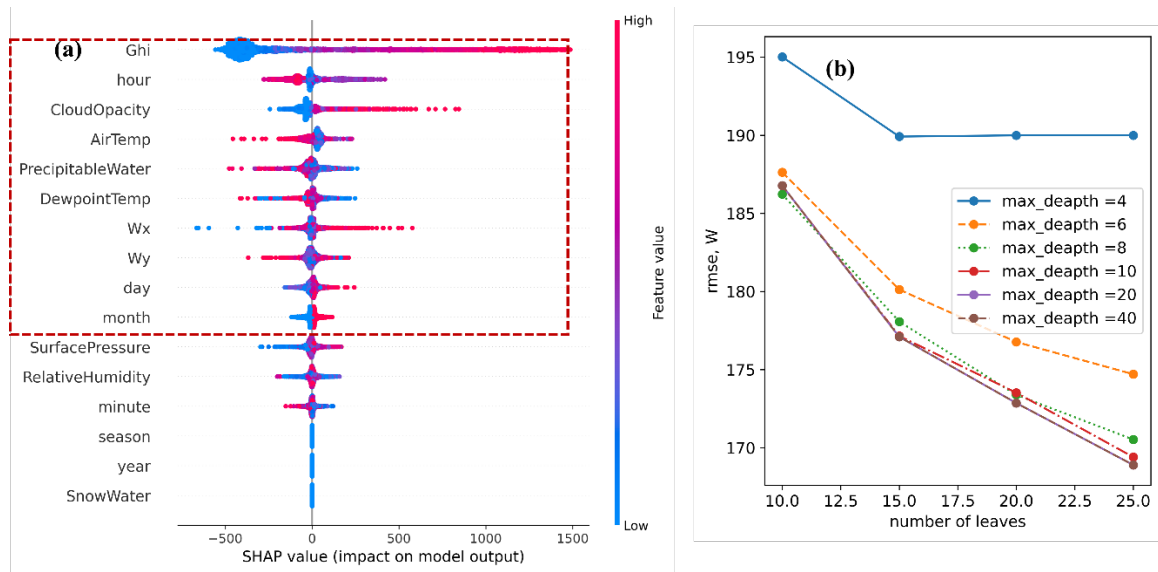 (a)
Ghi
hour
CloudOpacity
AirTemp
PrecipitableWater
DewpointTemp
Wx
Wy
day
month
SurfacePressure
RelativeHumidity
minute
season
year
SnowWater
−500 0 500 1000 1500
SHAP value (impact on model output)
High
Feature value
Low
(b)
195
190
185
180
175
170
rmse, W
max_deapth =4
max_deapth =6
max_deapth =8
max_deapth =10
max_deapth =20
max_deapth =40
10.0 12.5 15.0 17.5 20.0 22.5 25.0
number of leaves